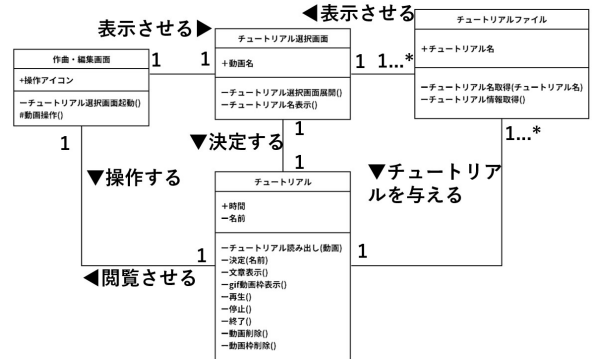 表示させる▶
◀表示させる
作曲・編集画面
+操作アイコン
ーチュートリアル選択画面起動()
#動画操作()
1
1
チュートリアル選択画面
＋動画名
ーチュートリアル選択画面展開()
ーチュートリアル名表示()
1
1…*
チュートリアルファイル
＋チュートリアル名
ーチュートリアル名取得(チュートリアル名)
ーチュートリアル情報取得()
1
1
1…*
▼決定する
1
▼操作する
▼チュートリア
ルを与える
チュートリアル
＋時間
ー名前
ーチュートリアル読み出し(動画)
ー決定(名前)
ー文章表示()
ーgif動画枠表示()
ー再生()
ー停止()
ー終了()
ー動画削除()
ー動画枠削除()
1
1
◀閲覧させる